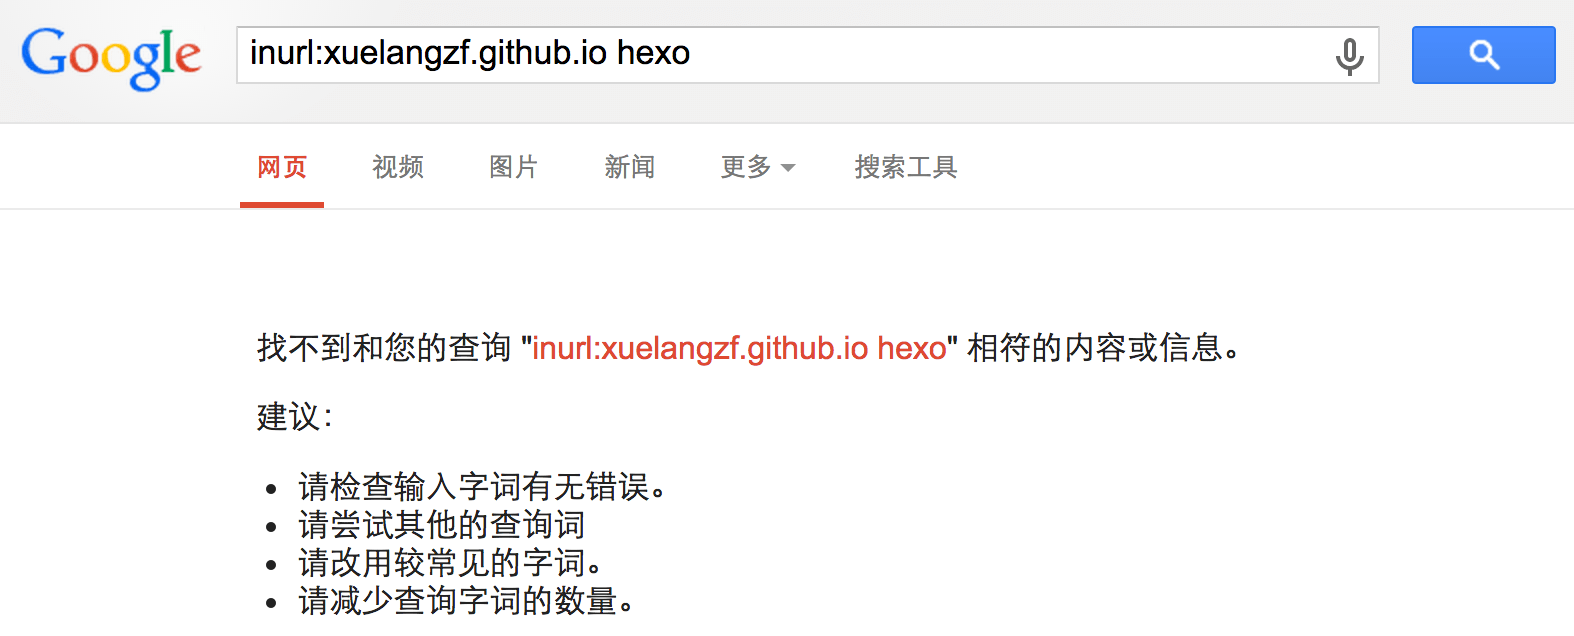 Google
inurl:xuelangzf.github.io hexo
网页 视频 图片 新闻 更多 搜索工具
找不到和您的查询 "inurl:xuelangzf.github.io hexo" 相符的内容或信息。
建议：
请检查输入字词有无错误。
请尝试其他的查询词
请改用较常见的字词。
请减少查询字词的数量。